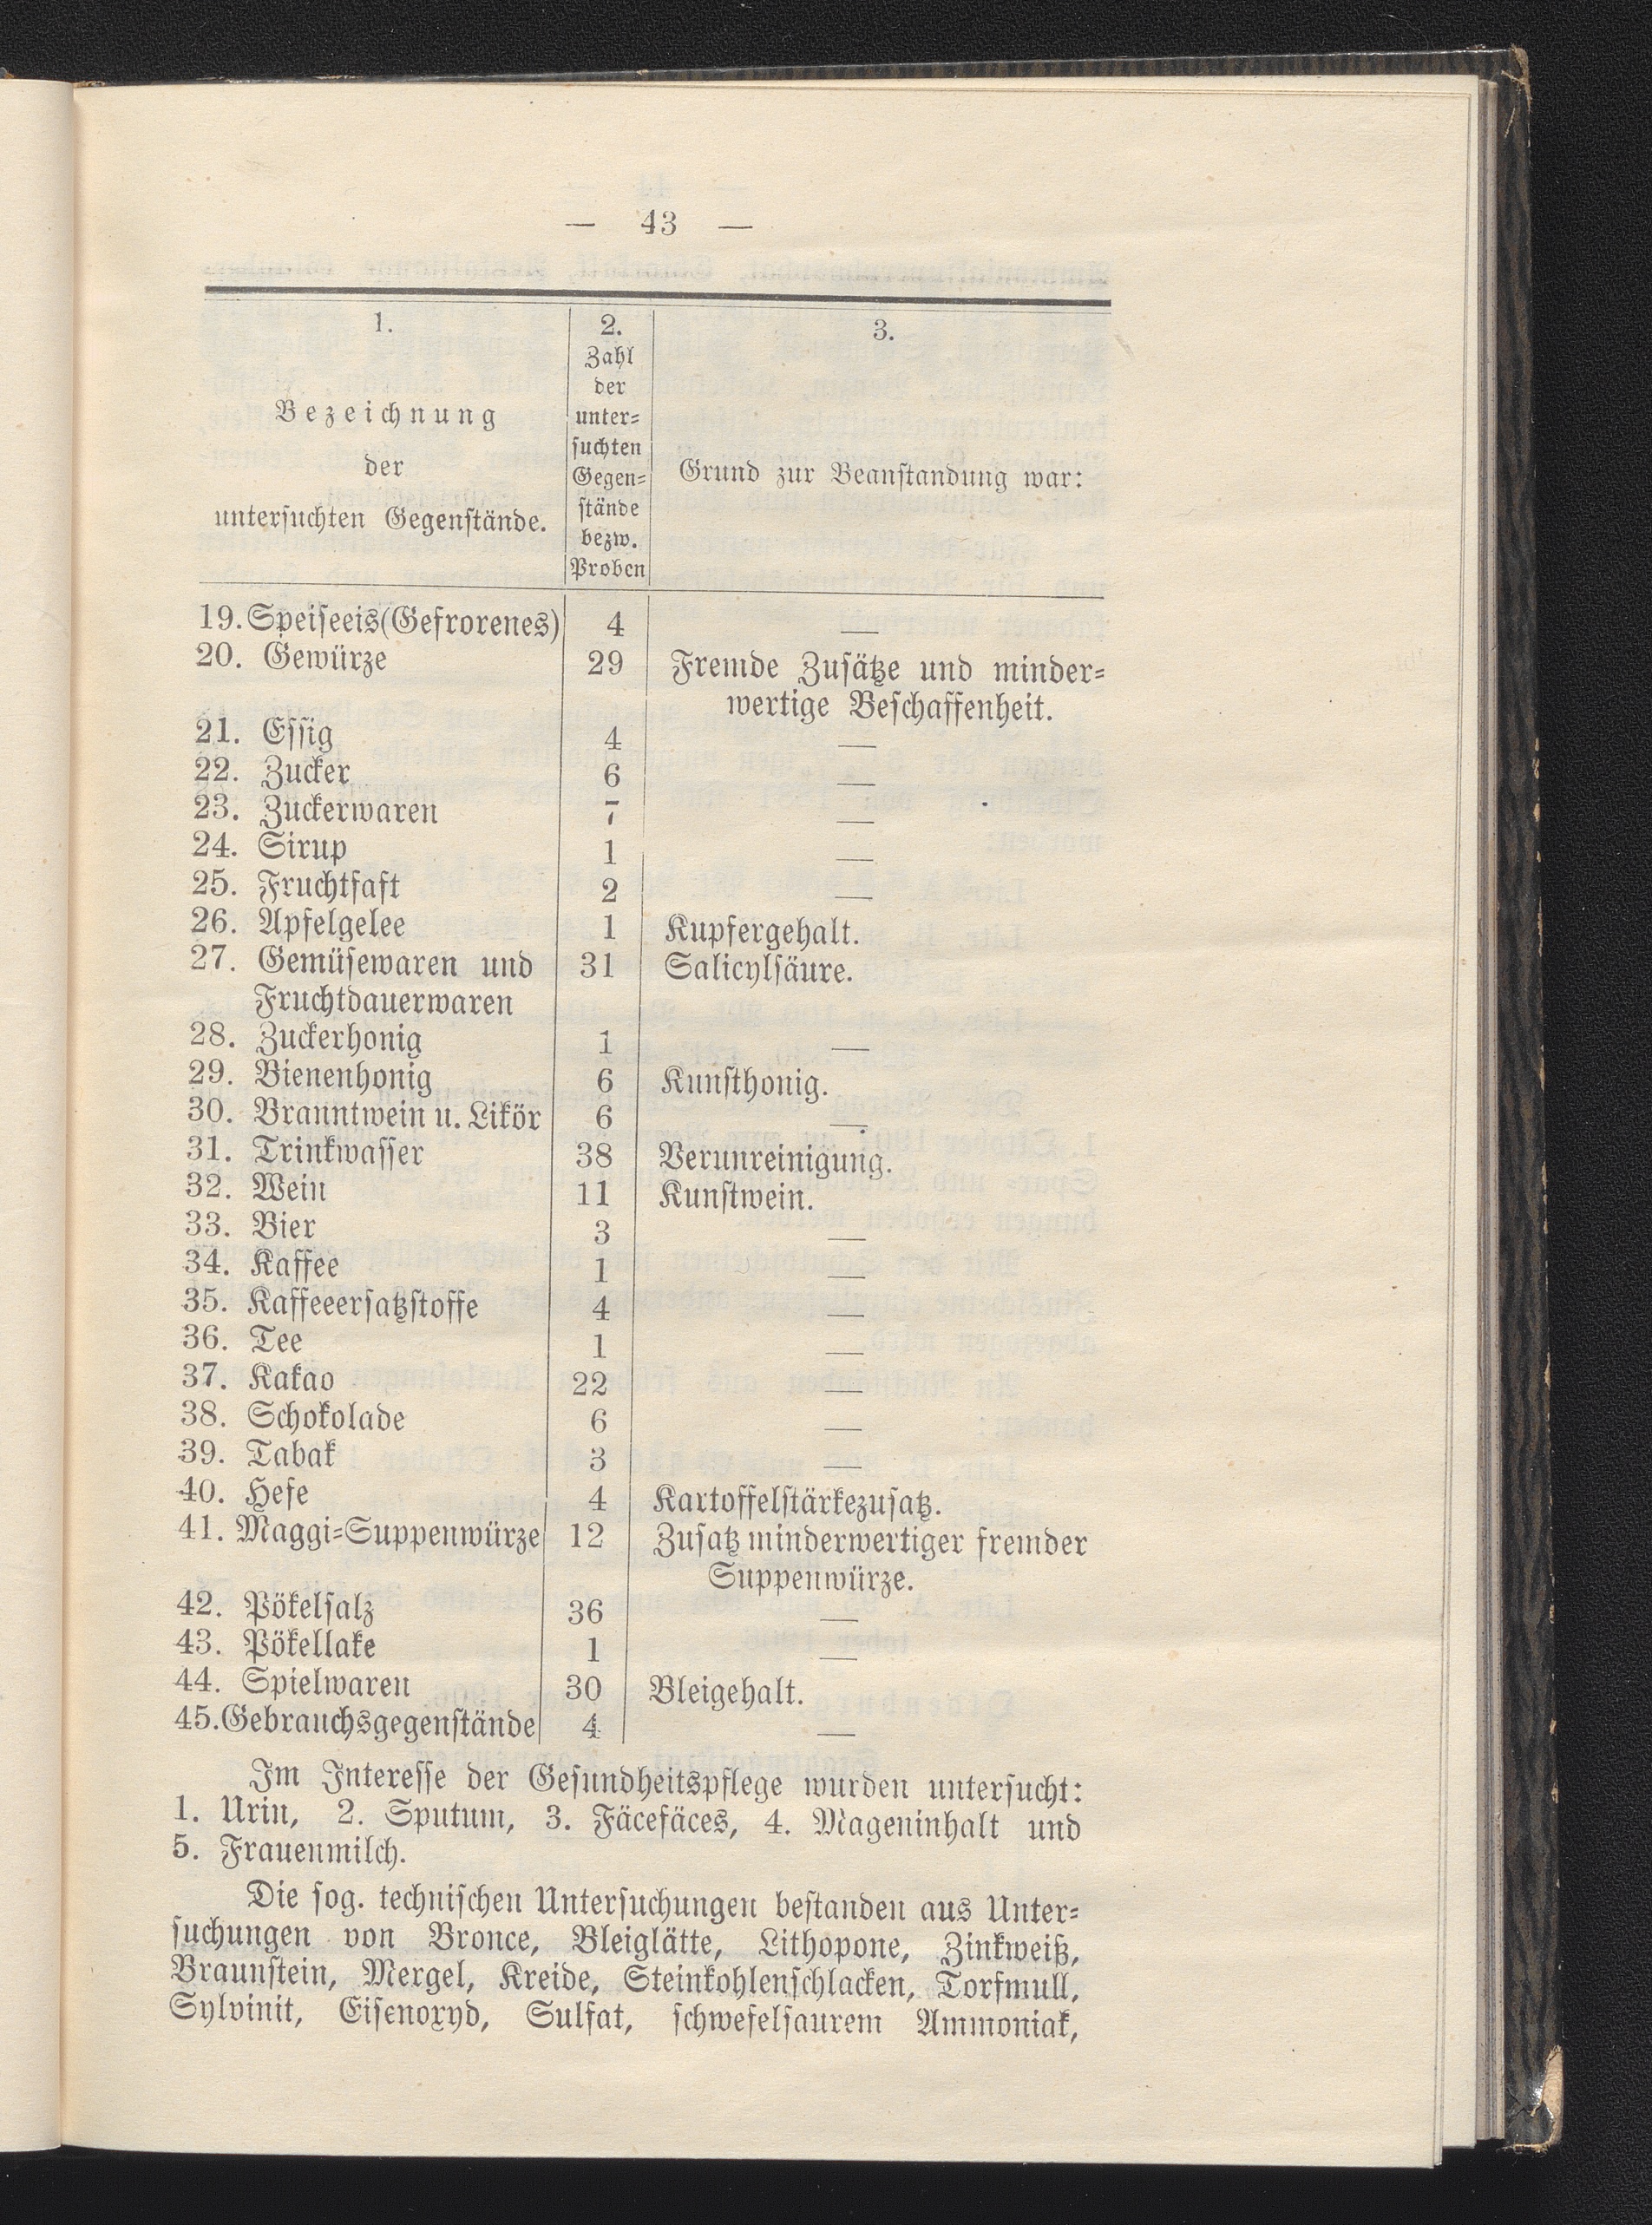 — 43 —
1.
Bezeichnung
der
untersuchten Gegenstände.
2.
Zahl
der
unter=
suchten
Gegen=
stände
bezw.
Proben
3.
Grund zur Beanstandung war:
19. Speiseeis (Gefrorenes) 4 —
20. Gewürze 29 Fremde Zusätze und minder=
wertige Beschaffenheit.
21. Essig 4 —
22. Zucker 6 —
23. Zuckerwaren 7 —
24. Sirup 1 —
25. Fruchtsaft 2 —
26. Apfelgelee 1 Kupfergehalt.
27. Gemüsewaren und 31 Salicylsäure.
Fruchtdauerwaren
28. Zuckerhonig 1 —
29. Bienenhonig 6 Kunsthonig.
30. Branntwein u. Likör 6 —
31. Trinkwasser 38 Verunreinigung.
32. Wein 11 Kunstwein.
33. Bier 3 —
34. Kaffee 1 —
35. Kaffeeersatzstoffe 4 —
36. Tee 1 —
37. Kakao 22 —
38. Schokolade 6 —
39. Tabak 3 —
40. Hefe 4 Kartoffelstärkezusatz.
41. Maggi=Suppenwürze 12 Zusatz minderwertiger fremder
Suppenwürze.
42. Pökelsalz 36 —
43. Pökellake 1 —
44. Spielwaren 30 Bleigehalt.
45. Gebrauchsgegenstände 4 —
Im Interesse der Gesundheitspflege wurden untersucht:
1. Urin, 2. Sputum, 3. Fäcefäces, 4. Mageninhalt und
5. Frauenmilch.
Die sog. technischen Untersuchungen bestanden aus Unter=
suchungen von Bronce, Bleiglätte, Lithopone, Zinkweiß,
Braunstein, Mergel, Kreide, Steinkohlenschlacken, Torfmull,
Sylvinit, Eisenoxyd, Sulfat, schwefelsaurem Ammoniak,